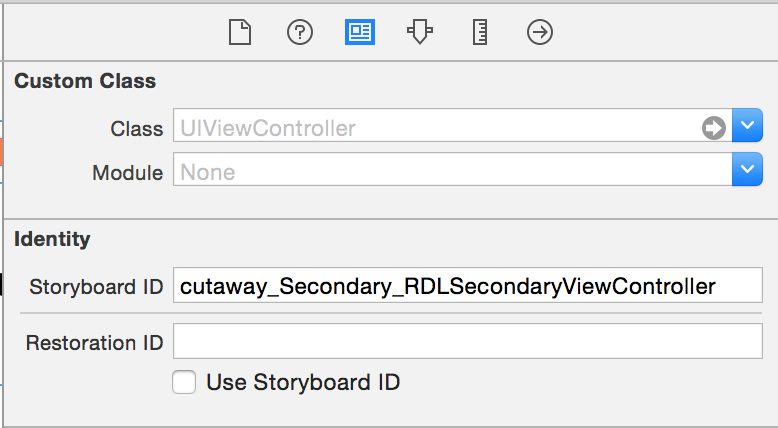 ?
Custom Class
Class UIViewController
Module None
Identity
Storyboard ID cutaway_Secondary_RDLSecondaryViewController
Restoration ID
Use Storyboard ID